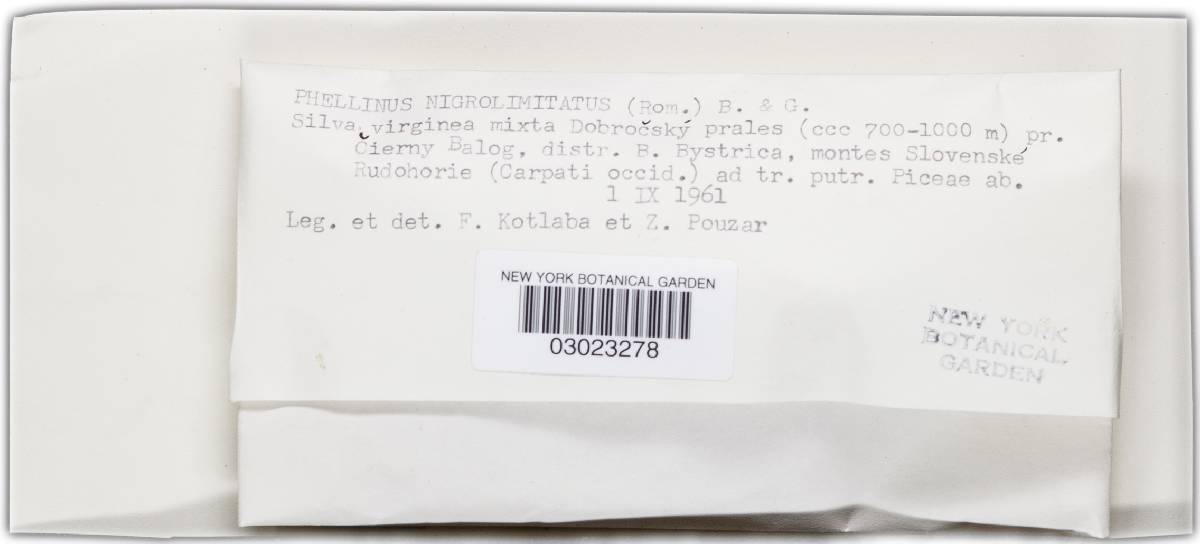 PHELLINUS NIGROLIMITATUS (Rom.) B. & G.
Silva virginea mixta Dobročský prales (ccc 700-1000 m) pr.
Čierny Balog, distr. B. Bystrica, montes Slovenské
Rudohorie (Carpati occid.) ad tr. putr. Piceae ab.
1 IX 1961
Leg. et det. F. Kotlaba et Z. Pouzar
NEW YORK BOTANICAL GARDEN
03023278
NEW YORK
BOTANICAL
GARDEN